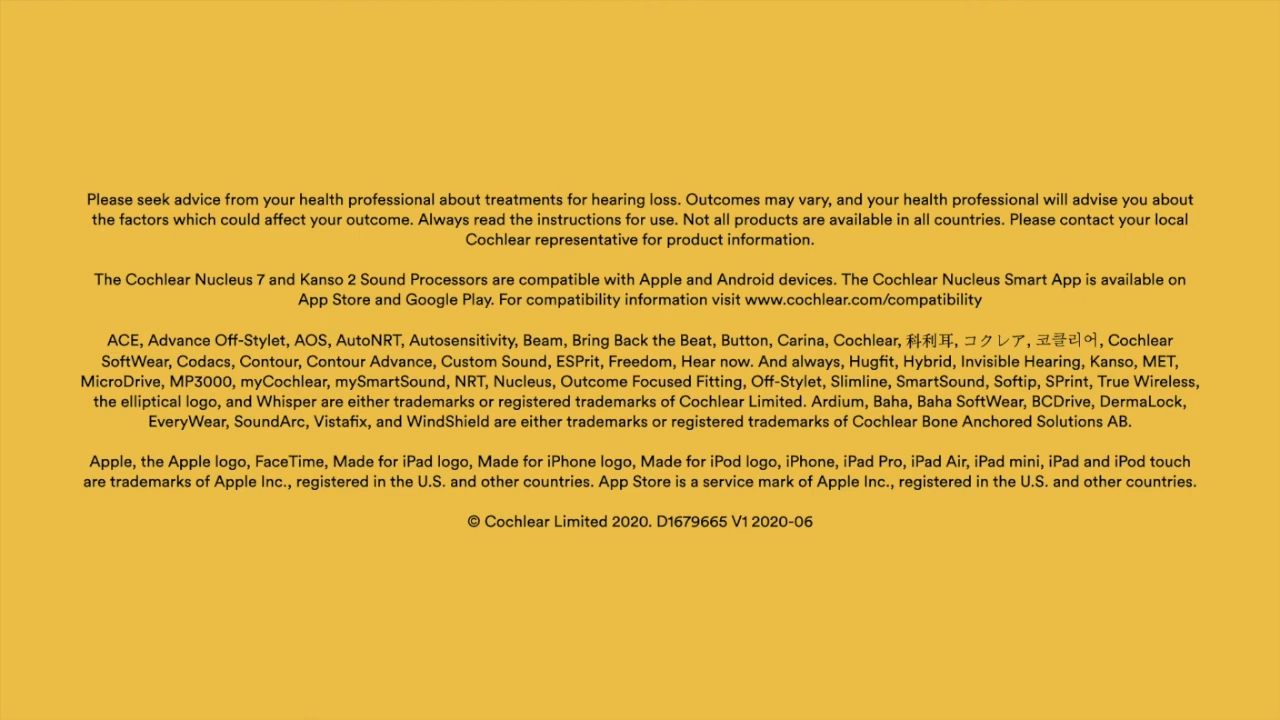 Please seek advice from your health professional about treatments for hearing loss. Outcomes may vary, and your health professional will advise you about
the factors which could affect your outcome. Always read the instructions for use. Not all products are available in all countries. Please contact your local
Cochlear representative for product information.
The Cochlear Nucleus 7 and Kanso 2 Sound Processors are compatible with Apple and Android devices. The Cochlear Nucleus Smart App is available on
App Store and Google Play. For compatibility information visit www.cochlear.com/compatibility
ACE, Advance Off-Stylet, AOS, AutoNRT, Autosensitivity, Beam, Bring Back the Beat, Button, Carina, Cochlear, 科利耳, コクレア, 코클리어, Cochlear
SoftWear, Codacs, Contour, Contour Advance, Custom Sound, ESPrit, Freedom, Hear now. And always, Hugfit, Hybrid, Invisible Hearing, Kanso, MET,
MicroDrive, MP3000, myCochlear, mySmartSound, NRT, Nucleus, Outcome Focused Fitting, Off-Stylet, Slimline, SmartSound, Softip, SPrint, True Wireless,
the elliptical logo, and Whisper are either trademarks or registered trademarks of Cochlear Limited. Ardium, Baha, Baha SoftWear, BCDrive, DermaLock,
EveryWear, SoundArc, Vistafix, and WindShield are either trademarks or registered trademarks of Cochlear Bone Anchored Solutions AB.
Apple, the Apple logo, FaceTime, Made for iPad logo, Made for iPhone logo, Made for iPod logo, iPhone, iPad Pro, iPad Air, iPad mini, iPad and iPod touch
are trademarks of Apple Inc., registered in the U.S. and other countries. App Store is a service mark of Apple Inc., registered in the U.S. and other countries.
© Cochlear Limited 2020. D1679665 V1 2020-06